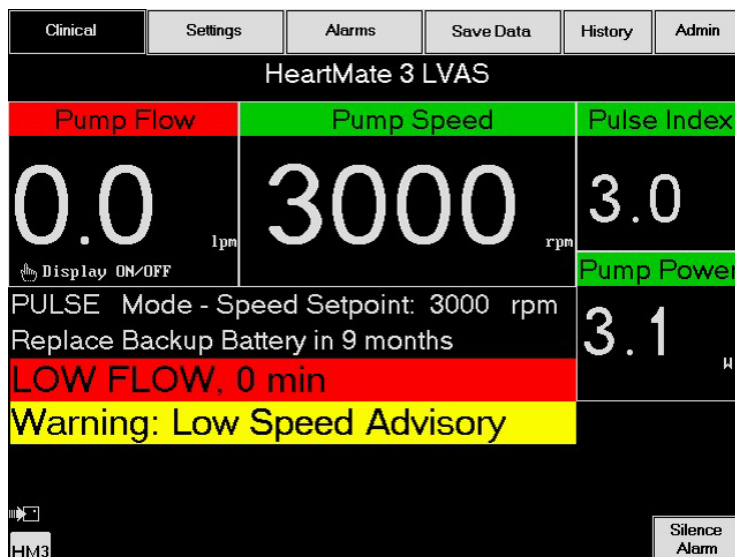 Clinical Settings Alarms Save Data History Admin
HeartMate 3 LVAS
Pump Flow Pump Speed Pulse Index
0.0 lpm 3000 rpm 3.0
Display ON/OFF
Pump Power
3.1 W
PULSE Mode - Speed Setpoint: 3000 rpm
Replace Backup Battery in 9 months
LOW FLOW, 0 min
Warning: Low Speed Advisory
HM3
Silence
Alarm